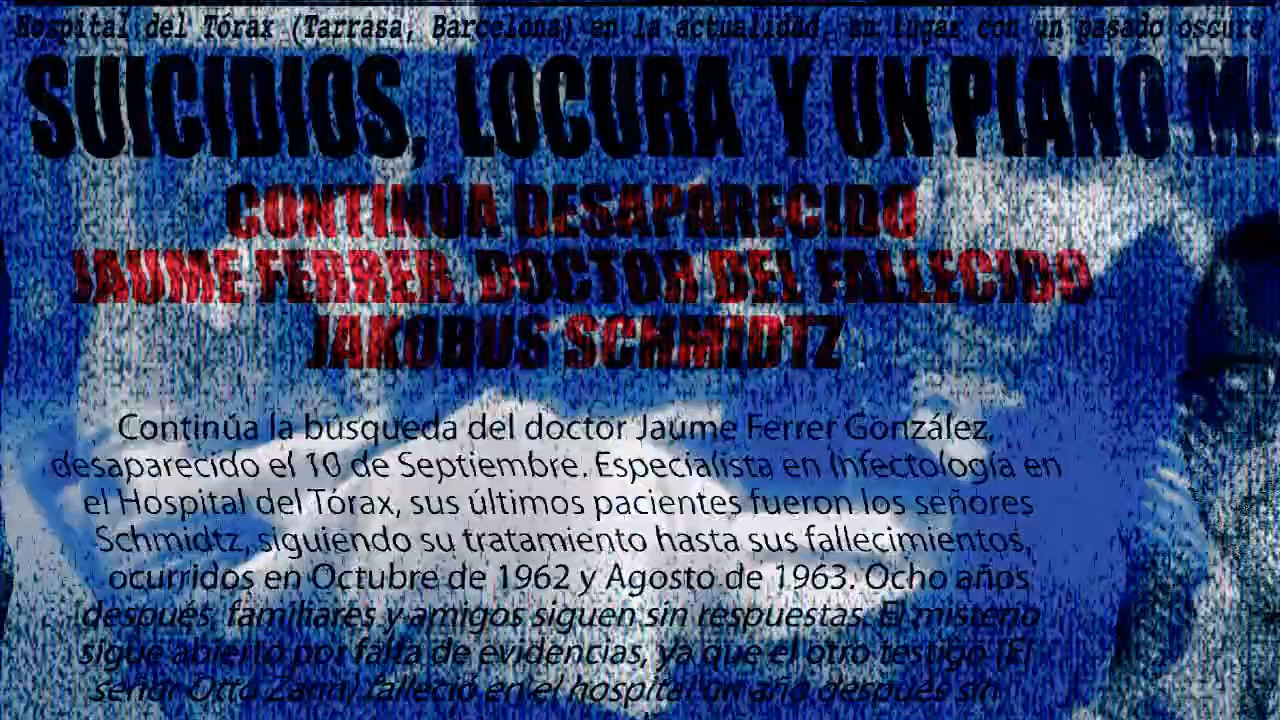 Hospital del Tórax (Tarrasa, Barcelona) en la actualidad, un lugar con un pasado oscuro
SUICIDIOS, LOCURA Y UN PIANO M
CONTINÚA DESAPARECIDO
JAUME FERRER, DOCTOR DEL FALLECIDO
JAKOBUS SCHMIDTZ
Continúa la búsqueda del doctor Jaume Ferrer González,
desaparecido el 10 de Septiembre. Especialista en Infectología en
el Hospital del Tórax, sus últimos pacientes fueron los señores
Schmidtz, siguiendo su tratamiento hasta sus fallecimientos,
ocurridos en Octubre de 1962 y Agosto de 1963. Ocho años
después, familiares y amigos siguen sin respuestas. El misterio
sigue abierto por falta de evidencias, ya que el otro testigo (El
señor Otto Zann) falleció en el hospital un año después sin